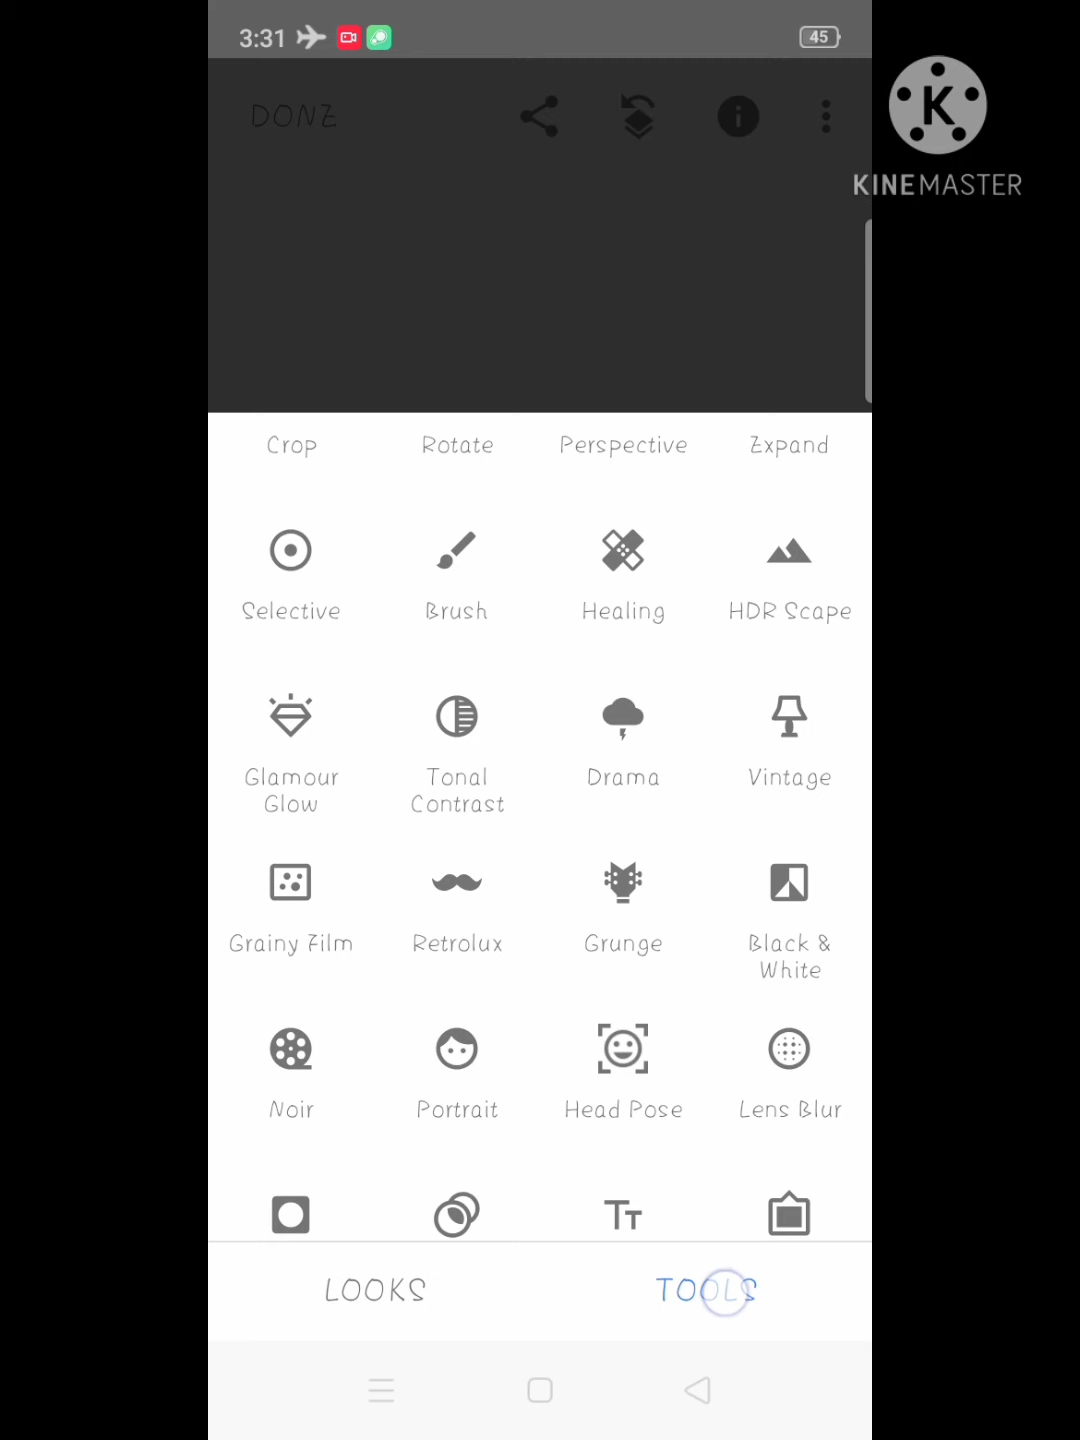 3:31
45
DONE
K
KINEMASTER
Crop Rotate Perspective Expand
Selective Brush Healing HDR Scape
Glamour Glow Tonal Contrast Drama Vintage
Grainy Film Retrolux Grunge Black & White
Noir Portrait Head Pose Lens Blur
TT
LOOKS TOOLS